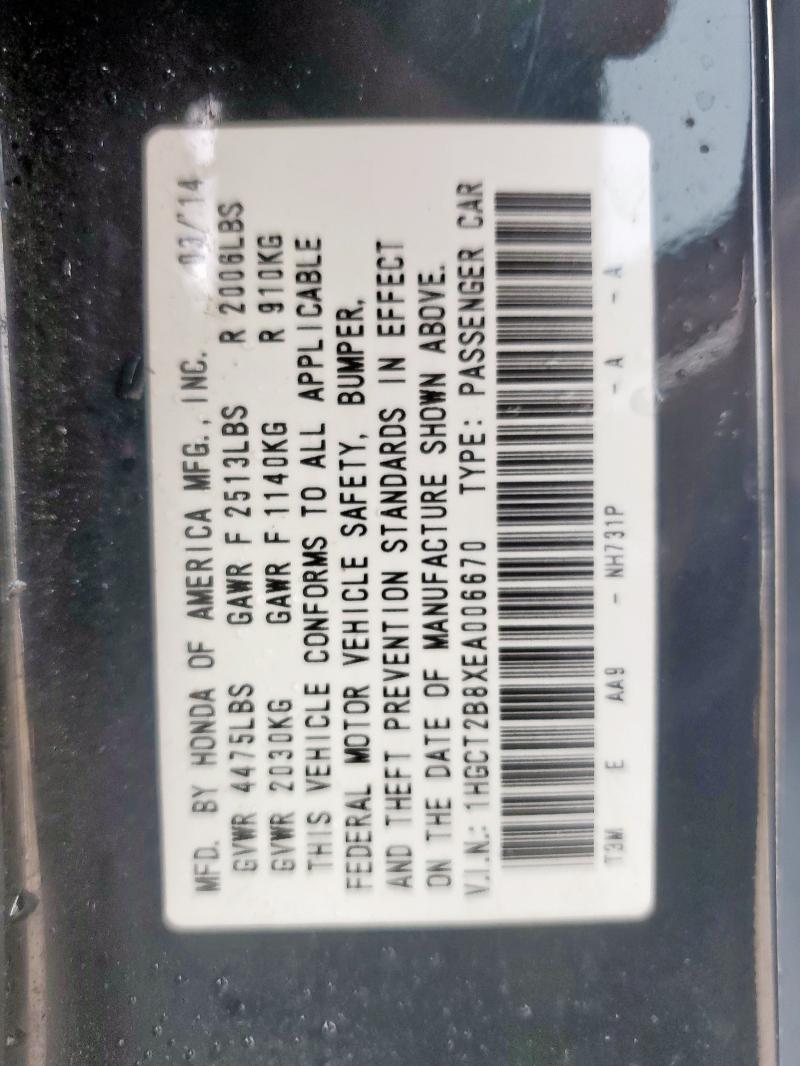 MFD. BY HONDA OF AMERICA MFG., INC. 03/'14
GVWR 4475LBS GAWR F 2513LBS R 2006LBS
GVWR 2030KG GAWR F 1140KG R 910KG
THIS VEHICLE CONFORMS TO ALL APPLICABLE
FEDERAL MOTOR VEHICLE SAFETY, BUMPER,
AND THEFT PREVENTION STANDARDS IN EFFECT
ON THE DATE OF MANUFACTURE SHOWN ABOVE.
V.I.N.: 1HGCT2B8XEA006670 TYPE: PASSENGER CAR
T3M E AA9 - NH731P - A - A